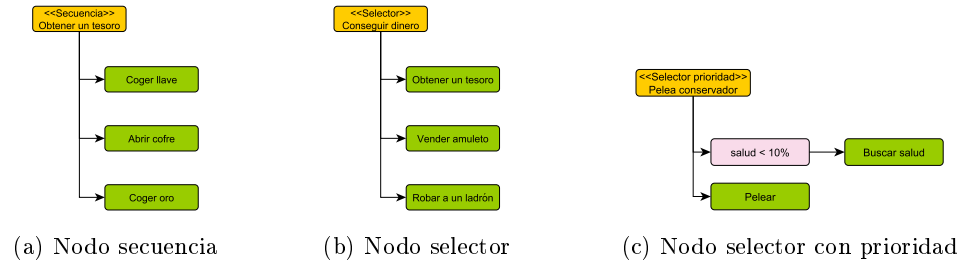 <<Secuencia>>
Obtener un tesoro
Coger llave
Abrir cofre
Coger oro
(a) Nodo secuencia
<<Selector>>
Conseguir dinero
Obtener un tesoro
Vender amuleto
Robar a un ladrón
(b) Nodo selector
<<Selector prioridad>>
Pelea conservador
salud < 10%
Buscar salud
Pelear
(c) Nodo selector con prioridad